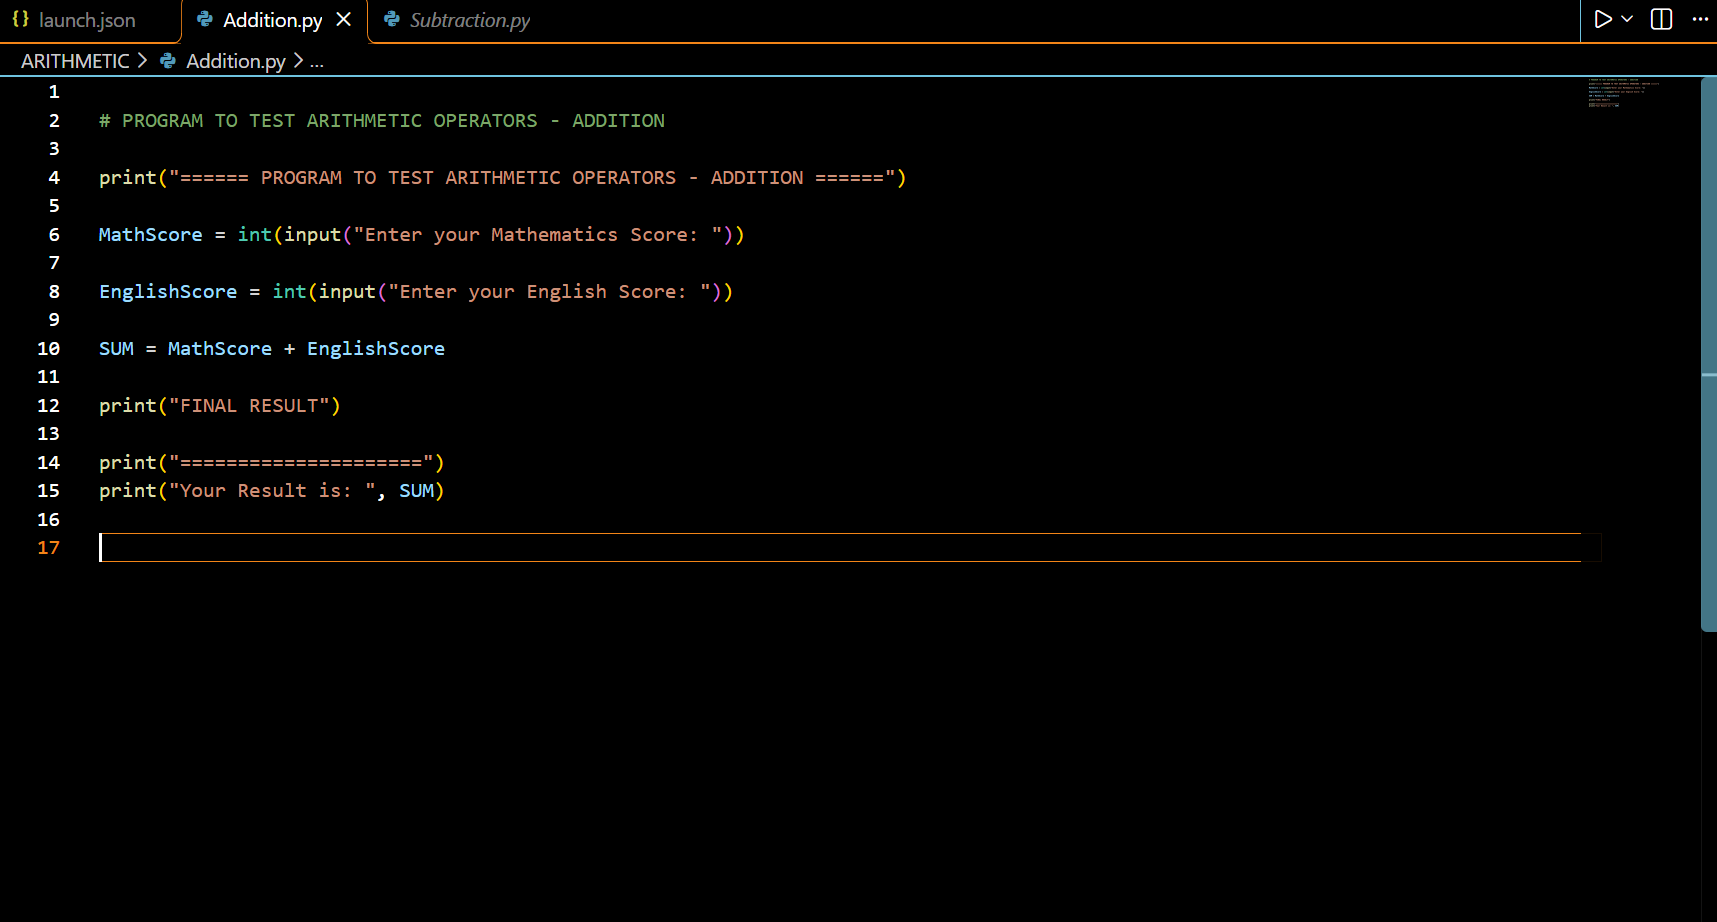 {} launch.json Addition.py Subtraction.py
ARITHMETIC > Addition.py > ...
1
2 # PROGRAM TO TEST ARITHMETIC OPERATORS - ADDITION
3
4 print("====== PROGRAM TO TEST ARITHMETIC OPERATORS - ADDITION ======")
5
6 MathScore = int(input("Enter your Mathematics Score: "))
7
8 EnglishScore = int(input("Enter your English Score: "))
9
10 SUM = MathScore + EnglishScore
11
12 print("FINAL RESULT")
13
14 print("=====================")
15 print("Your Result is: ", SUM)
16
17